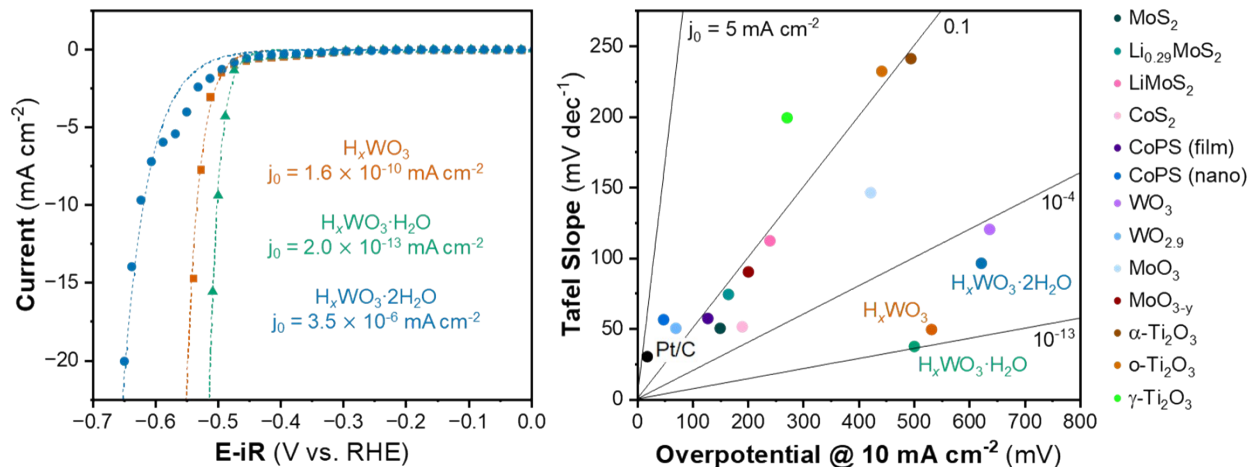 Current (mA cm⁻²)
0
−5
−10
−15
−20
HₓWO₃
j₀ = 1.6 × 10⁻¹⁰ mA cm⁻²
HₓWO₃·H₂O
j₀ = 2.0 × 10⁻¹³ mA cm⁻²
HₓWO₃·2H₂O
j₀ = 3.5 × 10⁻⁶ mA cm⁻²
−0.7 −0.6 −0.5 −0.4 −0.3 −0.2 −0.1 0.0
E-iR (V vs. RHE)
Tafel Slope (mV dec⁻¹)
250
200
150
100
50
0
j₀ = 5 mA cm⁻²
0.1
10⁻⁴
HₓWO₃·2H₂O
HₓWO₃
10⁻¹³
Pt/C
HₓWO₃·H₂O
0 100 200 300 400 500 600 700 800
Overpotential @ 10 mA cm⁻² (mV)
MoS₂
Li₀.₂₉MoS₂
LiMoS₂
CoS₂
CoPS (film)
CoPS (nano)
WO₃
WO₂.₉
MoO₃
MoO₃₋ᵧ
α-Ti₂O₃
o-Ti₂O₃
γ-Ti₂O₃